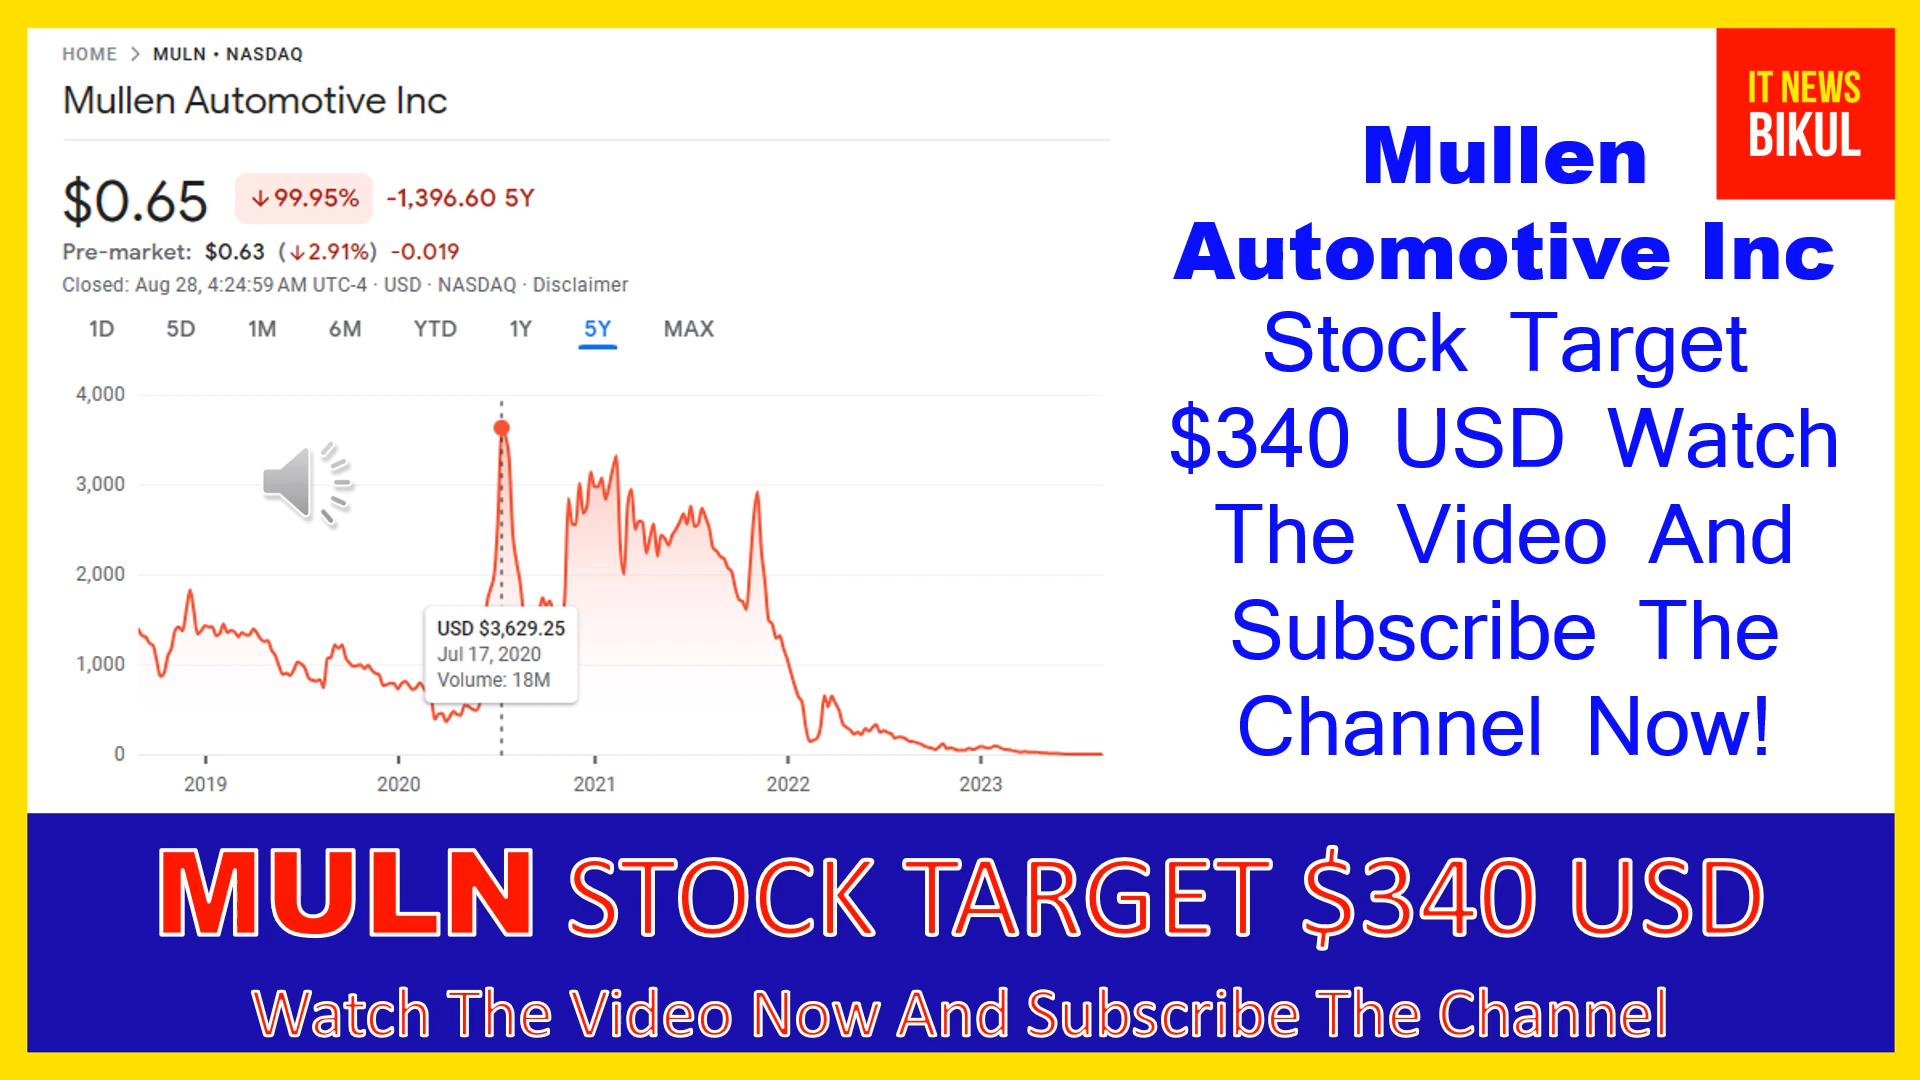 HOME > MULN • NASDAQ
Mullen Automotive Inc
$0.65 ↓99.95% -1,396.60 5Y
Pre-market: $0.63 (↓2.91%) -0.019
Closed: Aug 28, 4:24:59 AM UTC-4 · USD · NASDAQ · Disclaimer
1D 5D 1M 6M YTD 1Y 5Y MAX
4,000
3,000
2,000
1,000
0
USD $3,629.25
Jul 17, 2020
Volume: 18M
2019 2020 2021 2022 2023
IT NEWS
BIKUL
Mullen
Automotive Inc
Stock Target
$340 USD Watch
The Video And
Subscribe The
Channel Now!
MULN STOCK TARGET $340 USD
Watch The Video Now And Subscribe The Channel